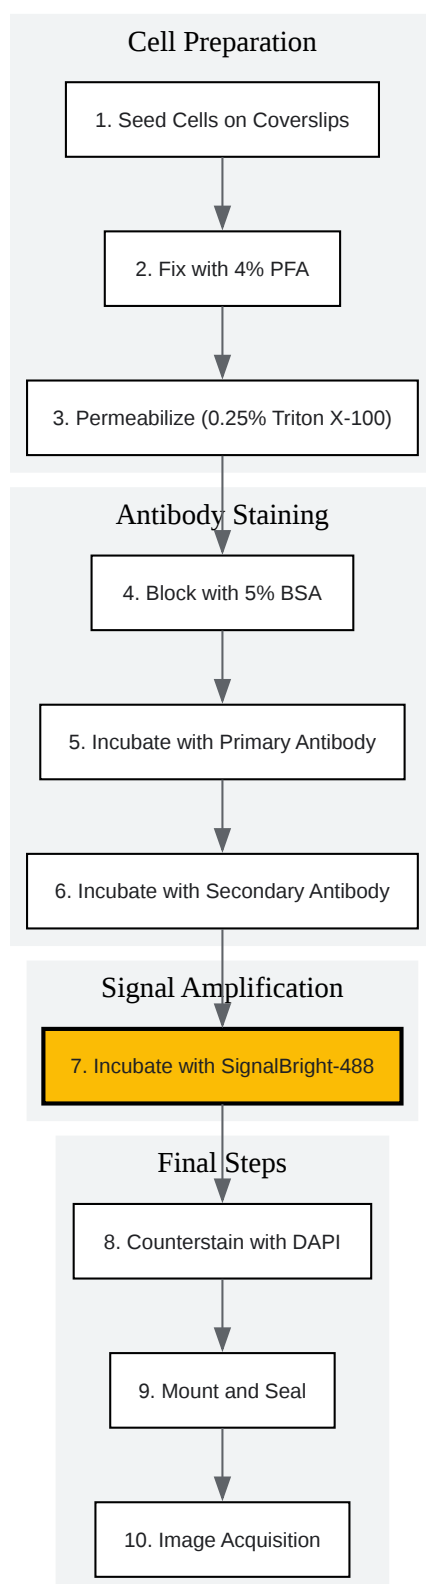 Cell Preparation
1. Seed Cells on Coverslips
2. Fix with 4% PFA
3. Permeabilize (0.25% Triton X-100)
Antibody Staining
4. Block with 5% BSA
5. Incubate with Primary Antibody
6. Incubate with Secondary Antibody
Signal Amplification
7. Incubate with SignalBright-488
Final Steps
8. Counterstain with DAPI
9. Mount and Seal
10. Image Acquisition